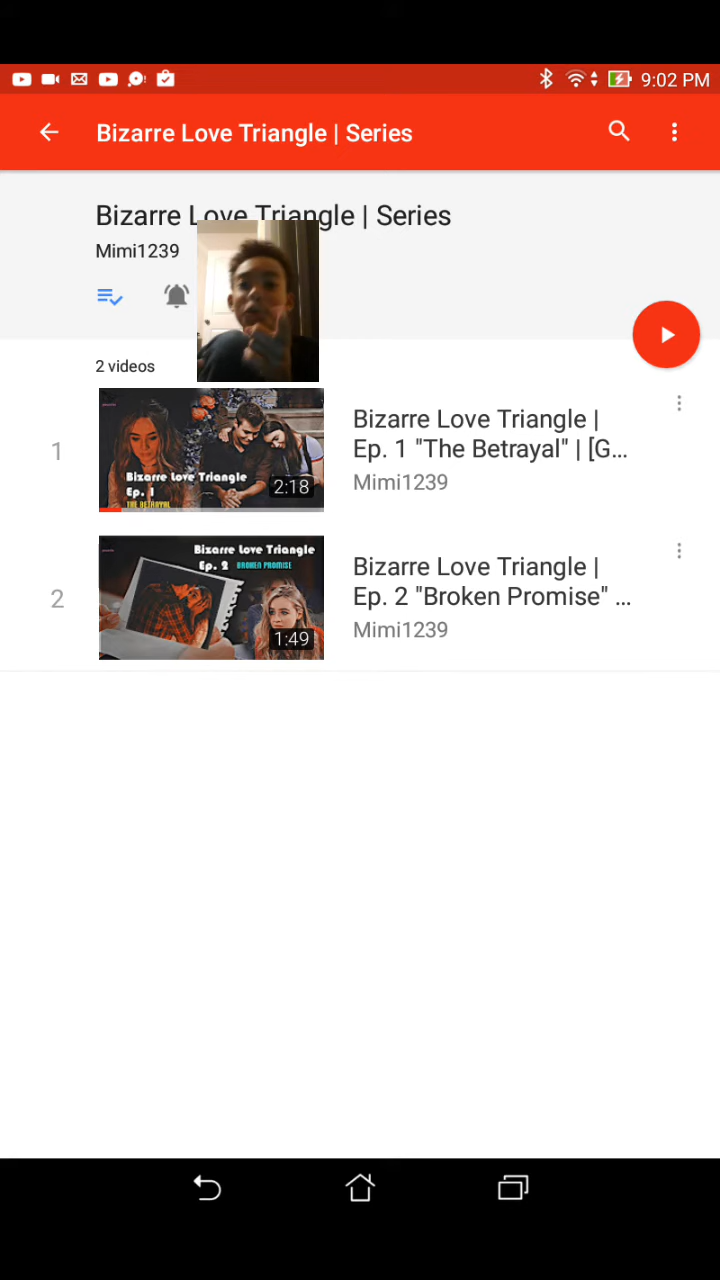 9:02 PM
Bizarre Love Triangle | Series
Bizarre Love Triangle | Series
Mimi1239
2 videos
1
Bizarre Love Triangle
Ep. 1
THE BETRAYAL
2:18
Bizarre Love Triangle |
Ep. 1 "The Betrayal" | [G...
Mimi1239
2
Bizarre Love Triangle
Ep. 2 BROKEN PROMISE
1:49
Bizarre Love Triangle |
Ep. 2 "Broken Promise" ...
Mimi1239